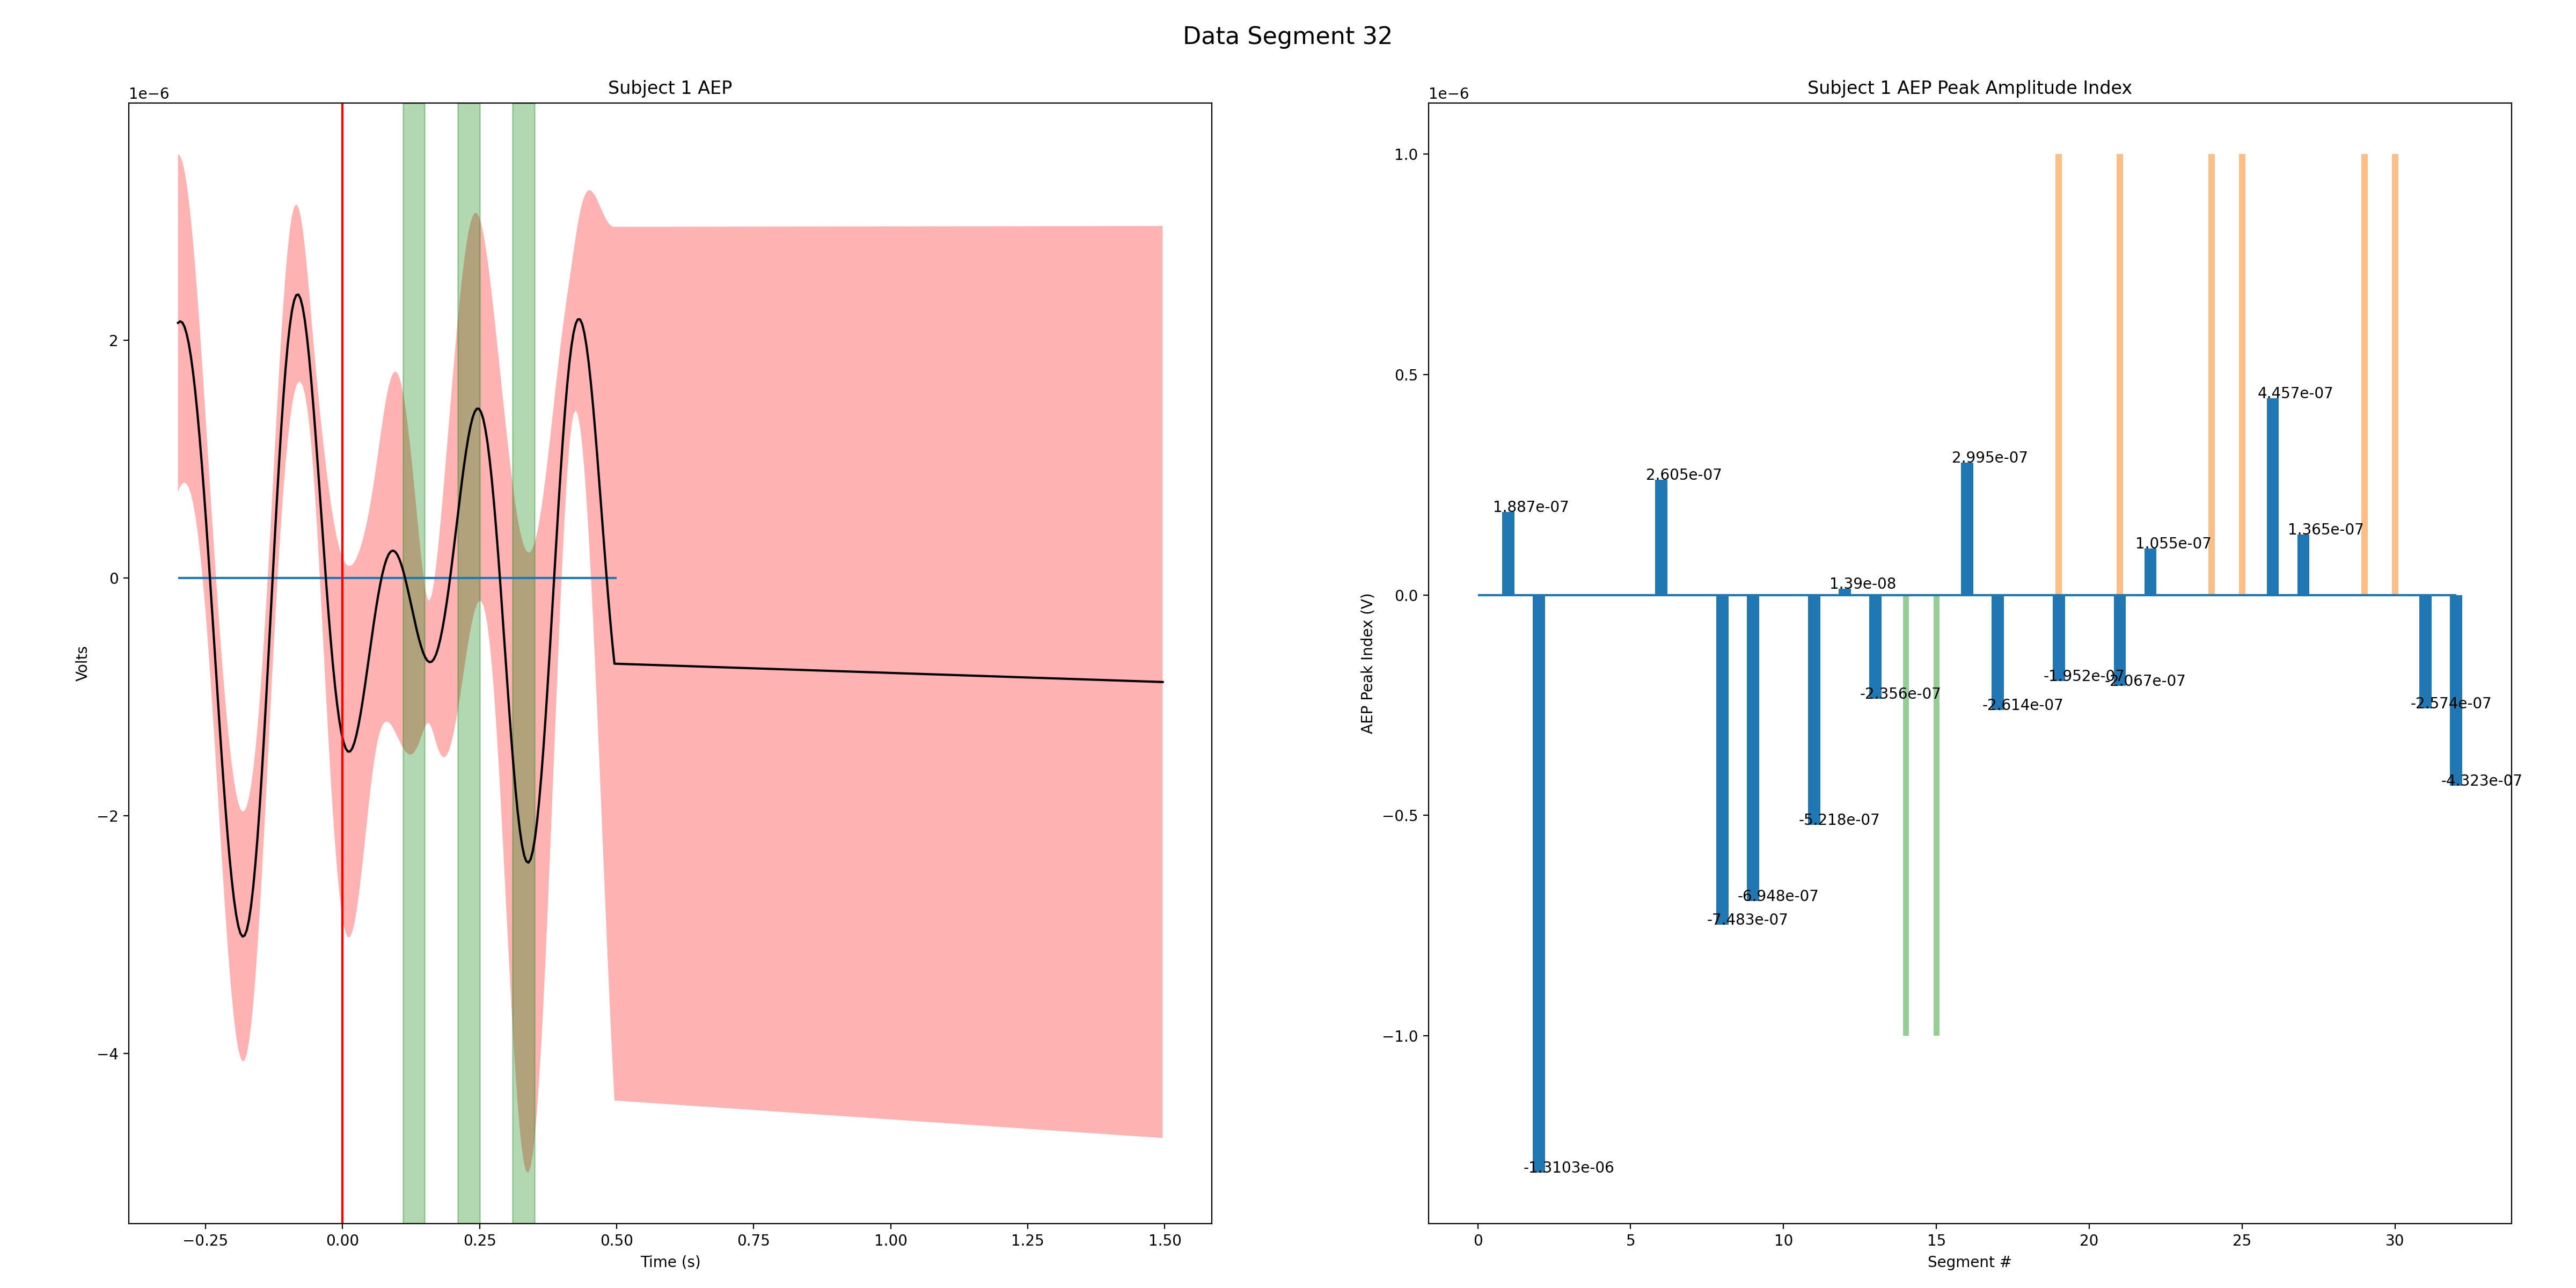 Data Segment 32
Subject 1 AEP
1e−6
Volts
2
0
−2
−4
−0.25 0.00 0.25 0.50 0.75 1.00 1.25 1.50
Time (s)
Subject 1 AEP Peak Amplitude Index
1e−6
AEP Peak Index (V)
1.0
0.5
0.0
−0.5
−1.0
1.887e-07
-1.3103e-06
2.605e-07
-7.483e-07
-6.948e-07
-5.218e-07
1.39e-08
-2.356e-07
2.995e-07
-2.614e-07
-1.952e-07
-2.067e-07
1.055e-07
4.457e-07
1.365e-07
-2.574e-07
-4.323e-07
0 5 10 15 20 25 30
Segment #